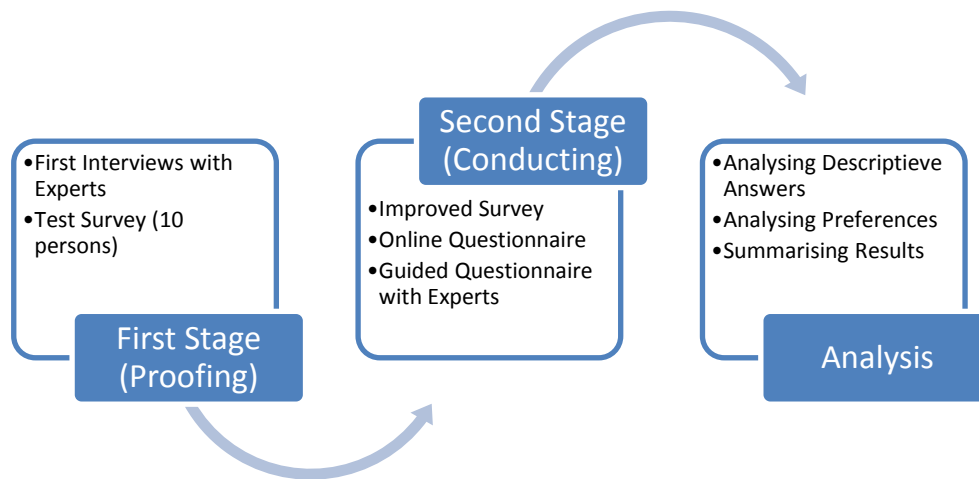 •First Interviews with
Experts
•Test Survey (10
persons)
First Stage
(Proofing)
Second Stage
(Conducting)
•Improved Survey
•Online Questionnaire
•Guided Questionnaire
with Experts
•Analysing Descriptieve
Answers
•Analysing Preferences
•Summarising Results
Analysis